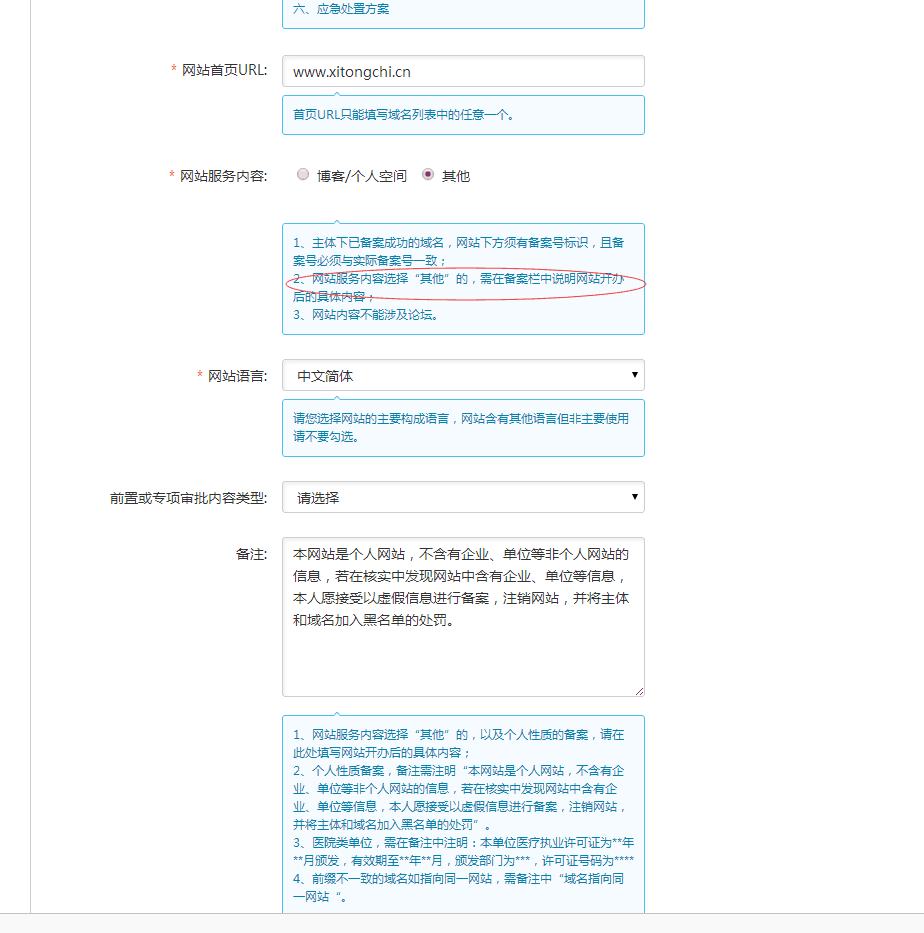 六、应急处置方案
* 网站首页URL: www.xitongchi.cn
首页URL只能填写域名列表中的任意一个。
* 网站服务内容: 博客/个人空间 其他
1、主体下已备案成功的域名，网站下方须有备案号标识，且备
案号必须与实际备案号一致；
2、网站服务内容选择“其他”的，需在备案栏中说明网站开办
后的具体内容；
3、网站内容不能涉及论坛。
* 网站语言: 中文简体
请您选择网站的主要构成语言，网站含有其他语言但非主要使用
请不要勾选。
前置或专项审批内容类型: 请选择
备注: 本网站是个人网站，不含有企业、单位等非个人网站的
信息，若在核实中发现网站中含有企业、单位等信息，
本人愿接受以虚假信息进行备案，注销网站，并将主体
和域名加入黑名单的处罚。
1、网站服务内容选择“其他”的，以及个人性质的备案，请在
此处填写网站开办后的具体内容；
2、个人性质备案，备注需注明“本网站是个人网站，不含有企
业、单位等非个人网站的信息，若在核实中发现网站中含有企
业、单位等信息，本人愿接受以虚假信息进行备案，注销网站，
并将主体和域名加入黑名单的处罚”。
3、医院类单位，需在备注中注明：本单位医疗执业许可证为**年
**月颁发，有效期至**年**月，颁发部门为***，许可证号码为****
4、前缀不一致的域名如指向同一网站，需备注中“域名指向同
一网站“。